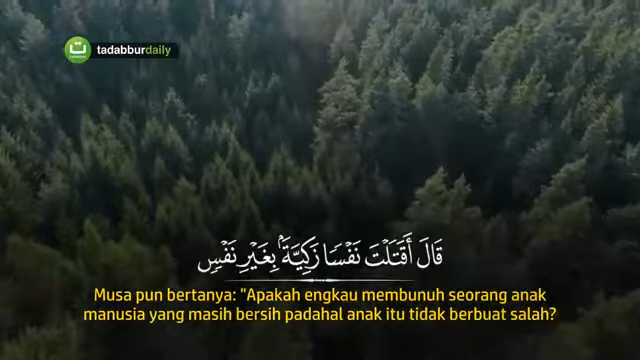 tadabburdaily
قَالَ أَقَتَلْتَ نَفْسًا زَكِيَّةًۢ بِغَيْرِ نَفْسٍ
Musa pun bertanya: "Apakah engkau membunuh seorang anak
manusia yang masih bersih padahal anak itu tidak berbuat salah?